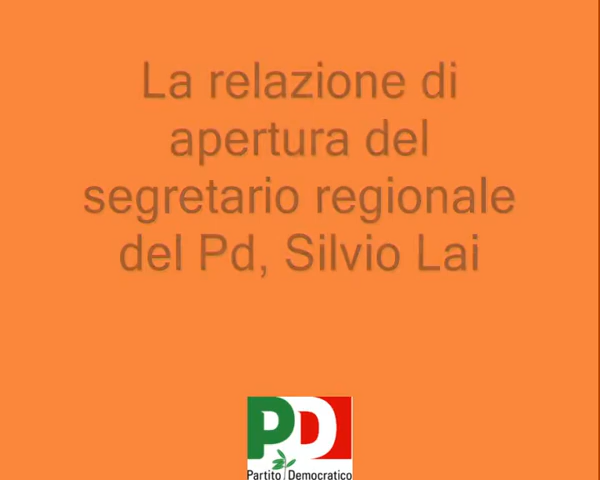 La relazione di
apertura del
segretario regionale
del Pd, Silvio Lai
PD
Partito Democratico